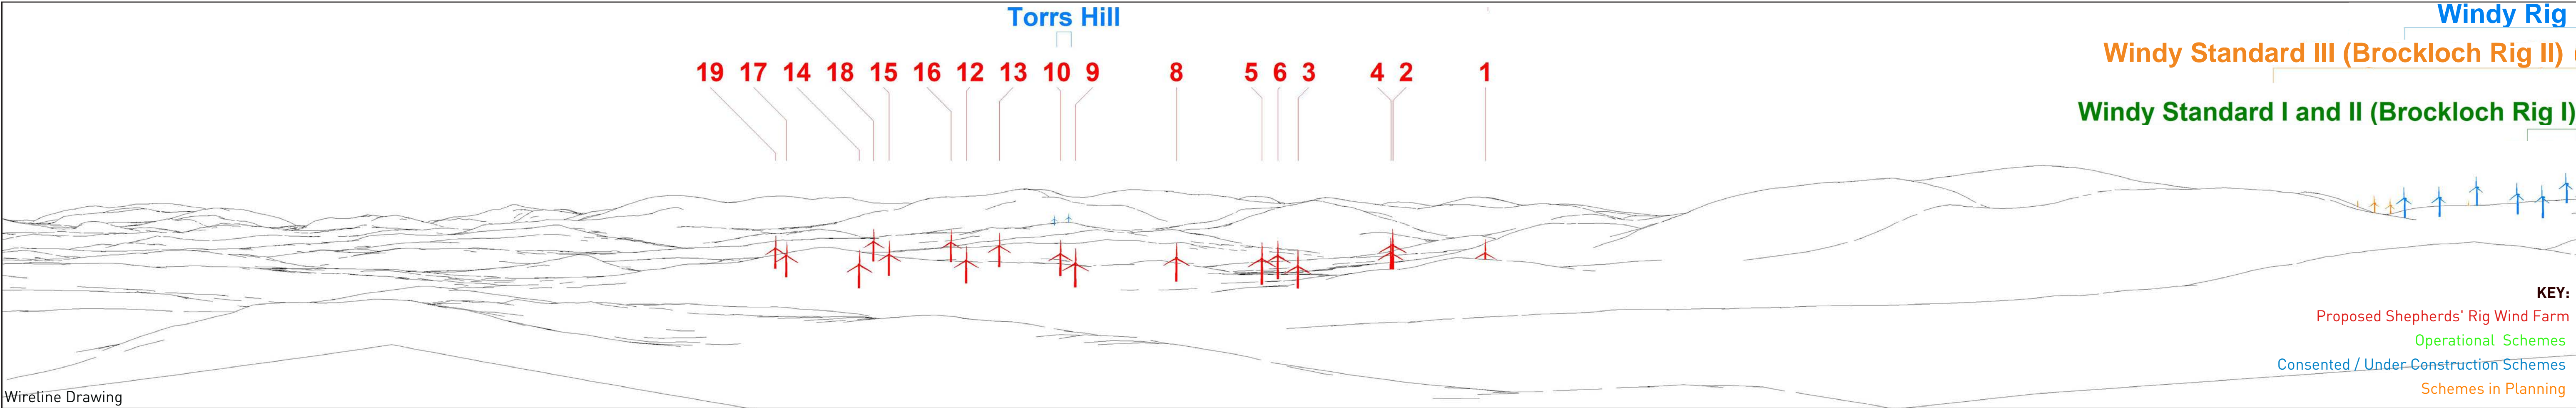 Torrs Hill
Windy Rig
Windy Standard III (Brockloch Rig II)
19 17 14 18 15 16 12 13 10 9 8 5 6 3 4 2 1
Windy Standard I and II (Brockloch Rig I)
KEY:
Proposed Shepherds' Rig Wind Farm
Operational Schemes
Consented / Under Construction Schemes
Schemes in Planning
Wireline Drawing